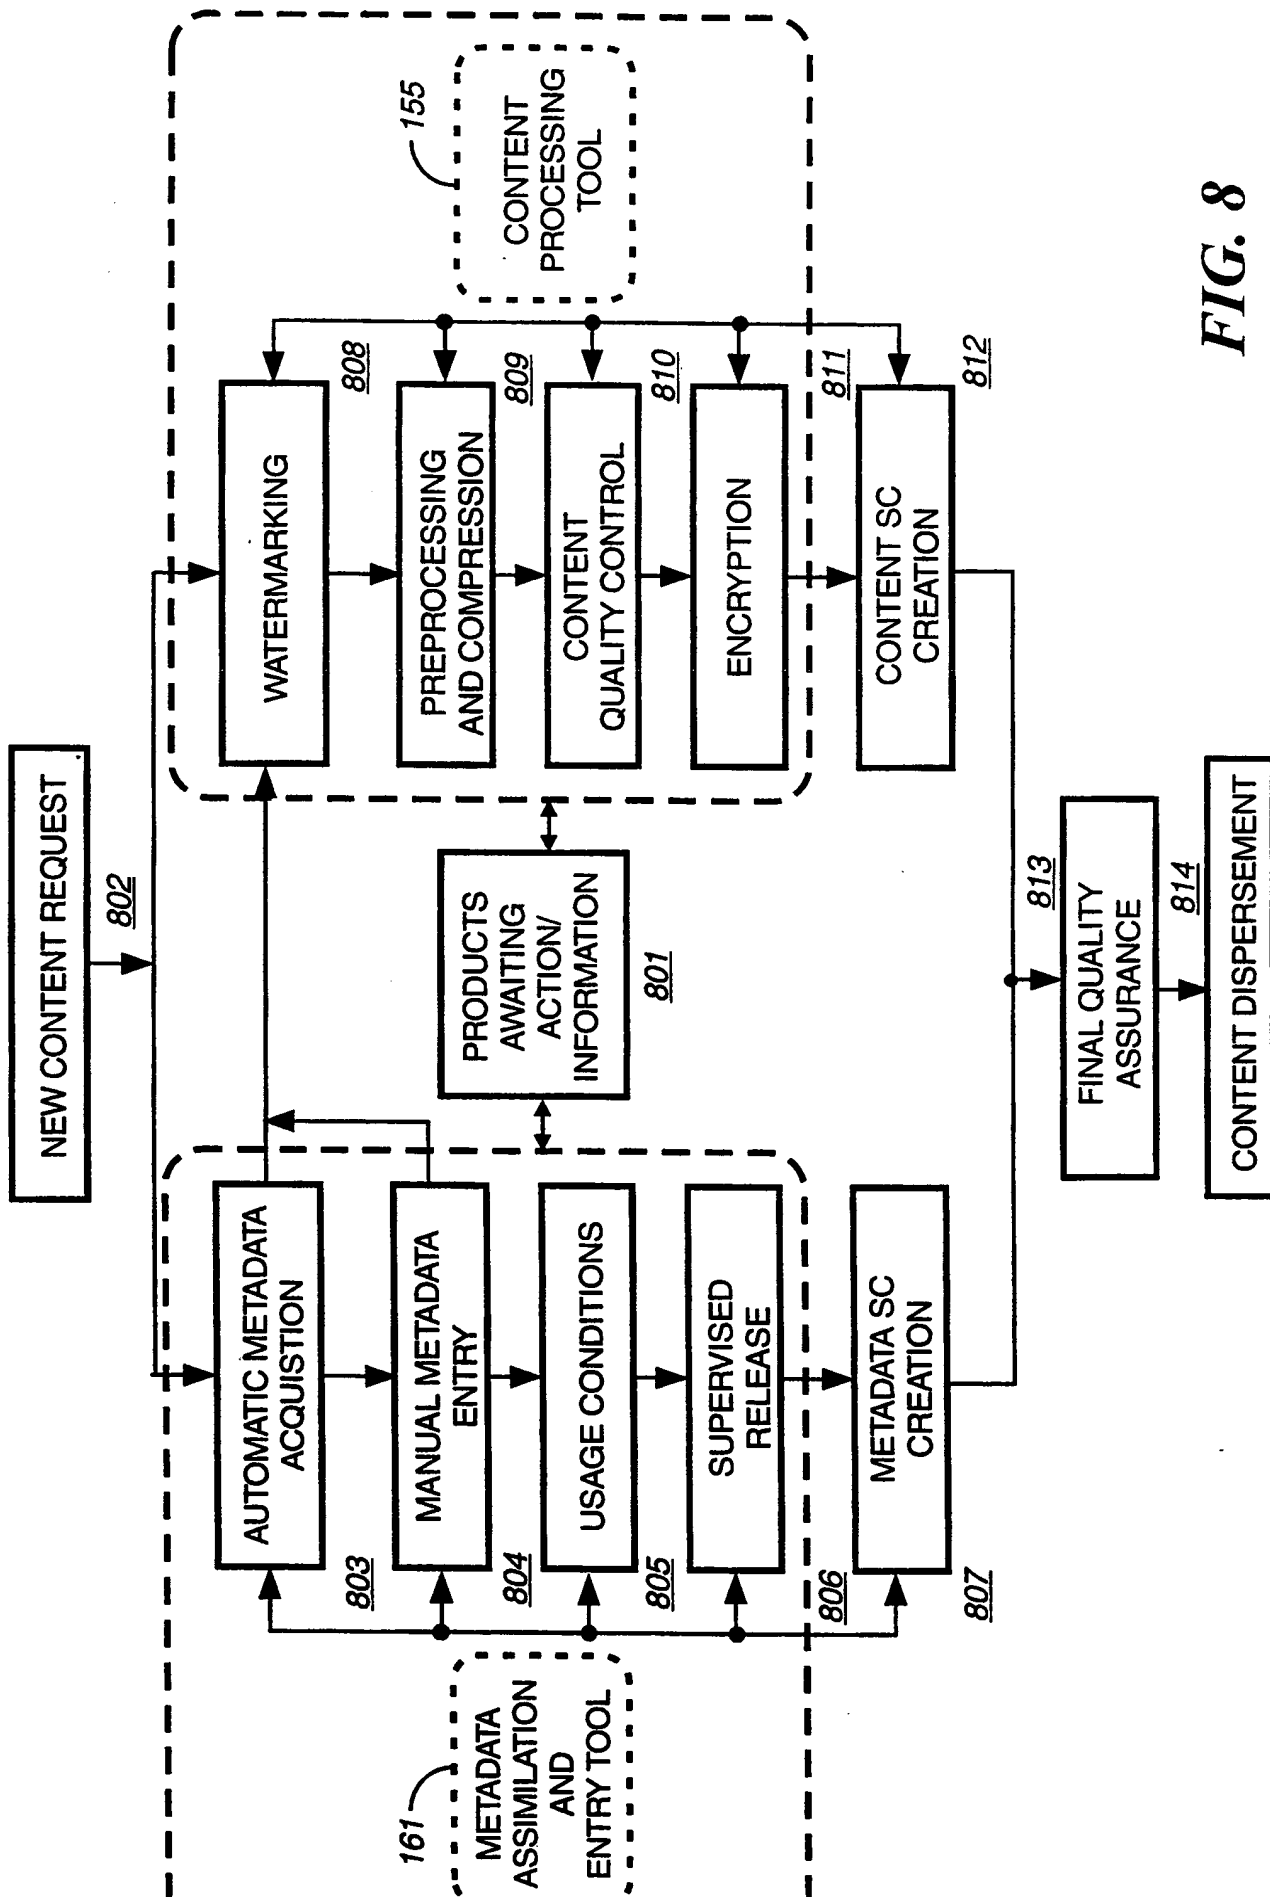 NEW CONTENT REQUEST
802
161
METADATA
ASSIMILATION
AND
ENTRY TOOL
AUTOMATIC METADATA
ACQUISTION
803
MANUAL METADATA
ENTRY
804
USAGE CONDITIONS
805
SUPERVISED
RELEASE
806
METADATA SC
CREATION
807
PRODUCTS
AWAITING
ACTION/
INFORMATION
801
WATERMARKING
808
PREPROCESSING
AND COMPRESSION
809
CONTENT
QUALITY CONTROL
810
ENCRYPTION
811
CONTENT SC
CREATION
812
155
CONTENT
PROCESSING
TOOL
813
FINAL QUALITY
ASSURANCE
814
CONTENT DISPERSEMENT
FIG. 8